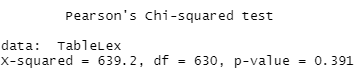 Pearson's Chi-squared test
data:  TableLex
X-squared = 639.2, df = 630, p-value = 0.391